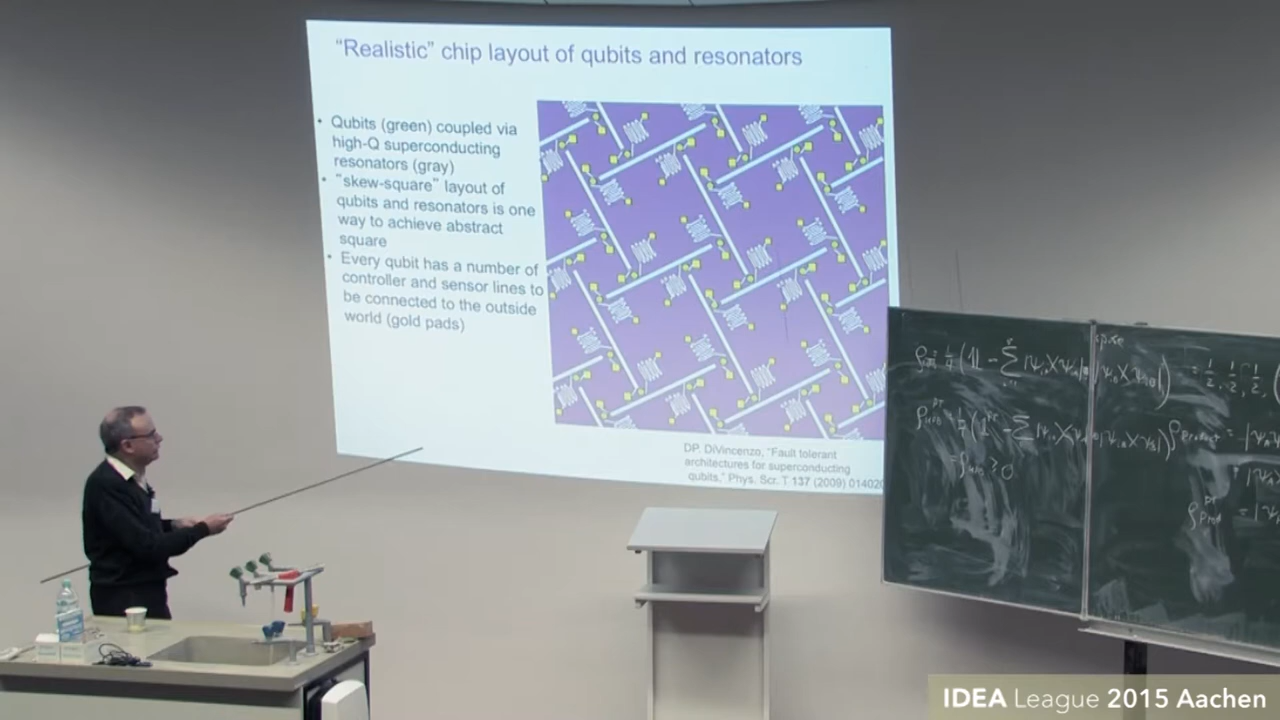 “Realistic” chip layout of qubits and resonators
• Qubits (green) coupled via
high-Q superconducting
resonators (gray)
• “skew-square” layout of
qubits and resonators is one
way to achieve abstract
square
• Every qubit has a number of
controller and sensor lines to
be connected to the outside
world (gold pads)
DP. DiVincenzo, “Fault tolerant
architectures for superconducting
qubits,” Phys. Scr. T 137 (2009) 014020
IDEA League 2015 Aachen